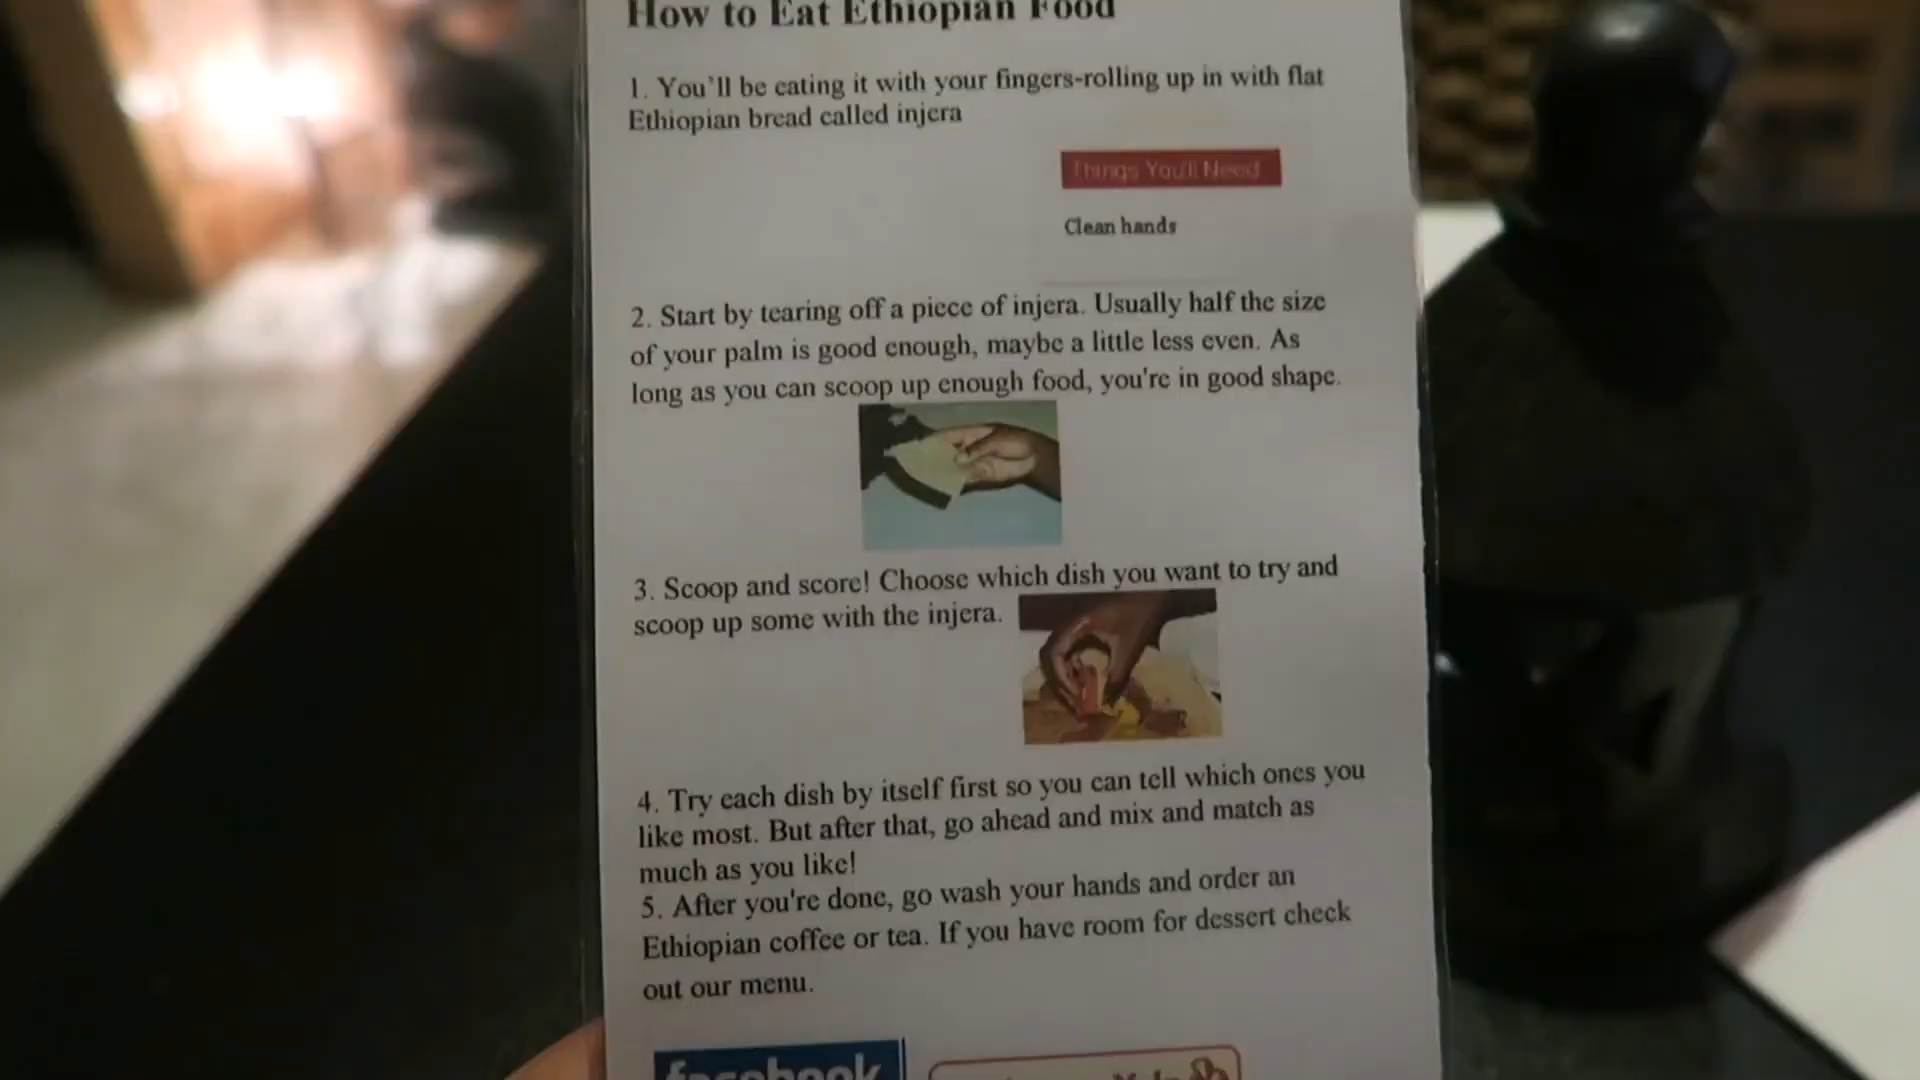 How to Eat Ethiopian Food
1. You'll be eating it with your fingers-rolling up in with flat
Ethiopian bread called injera
Things You'll Need
Clean hands
2. Start by tearing off a piece of injera. Usually half the size
of your palm is good enough, maybe a little less even. As
long as you can scoop up enough food, you're in good shape.
3. Scoop and score! Choose which dish you want to try and
scoop up some with the injera.
4. Try each dish by itself first so you can tell which ones you
like most. But after that, go ahead and mix and match as
much as you like!
5. After you're done, go wash your hands and order an
Ethiopian coffee or tea. If you have room for dessert check
out our menu.
facebook